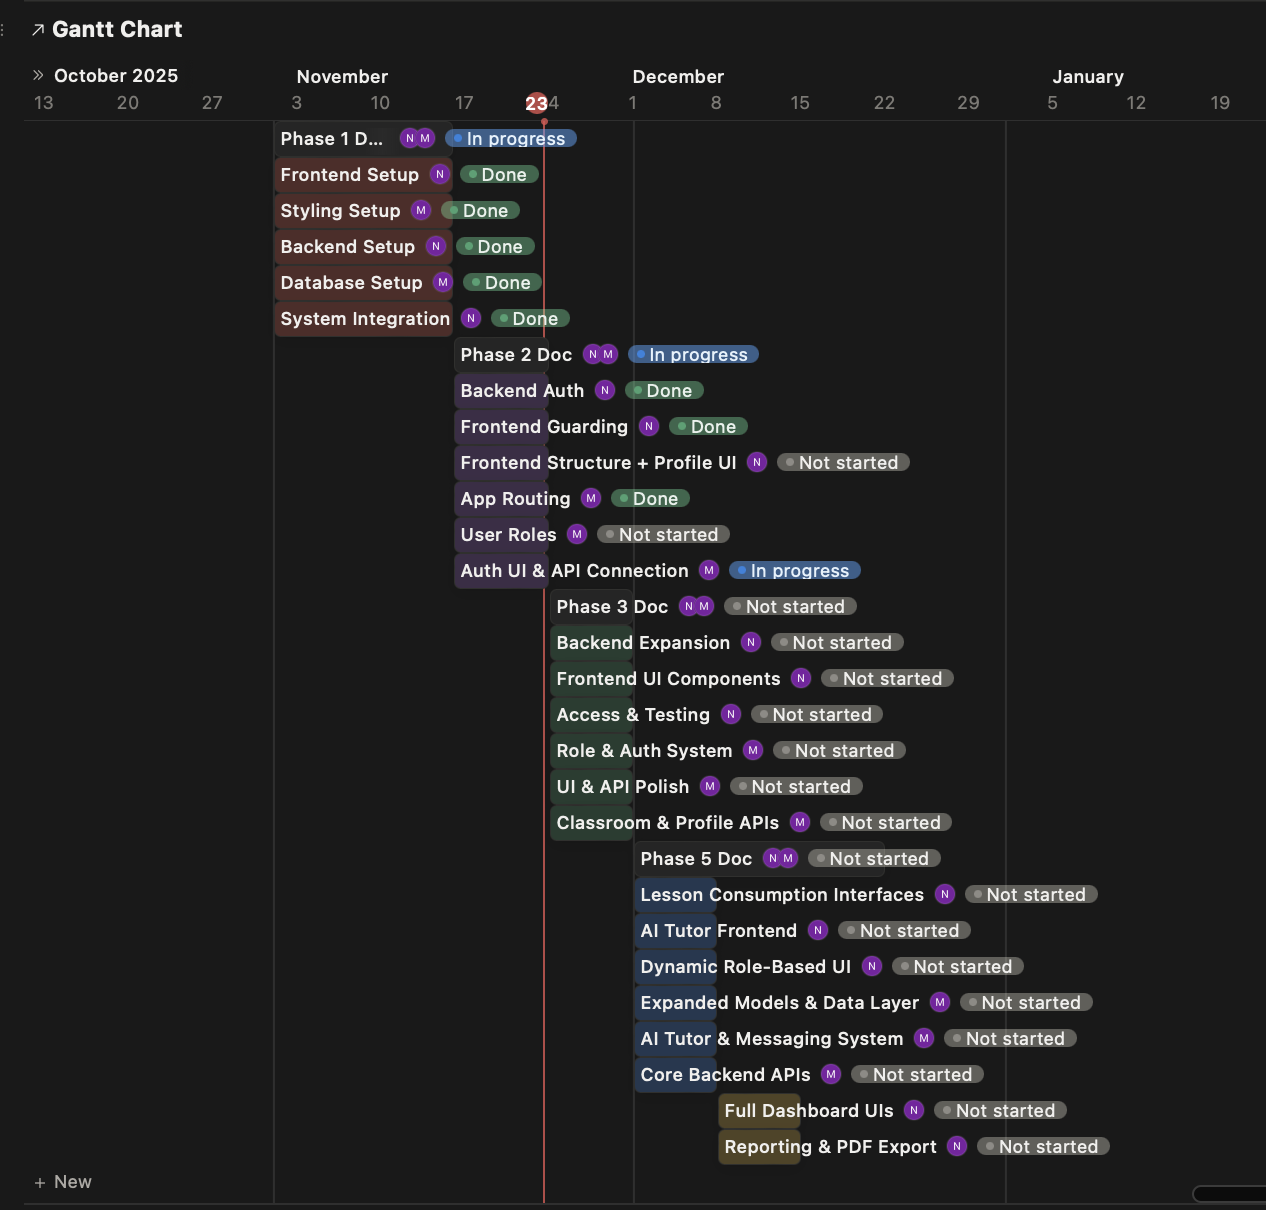 Gantt Chart
October 2025 November December January
13 20 27 3 10 17 23 4 1 8 15 22 29 5 12 19
Phase 1 D... N M In progress
Frontend Setup N Done
Styling Setup M Done
Backend Setup N Done
Database Setup M Done
System Integration N Done
Phase 2 Doc N M In progress
Backend Auth N Done
Frontend Guarding N Done
Frontend Structure + Profile UI N Not started
App Routing M Done
User Roles M Not started
Auth UI & API Connection M In progress
Phase 3 Doc N M Not started
Backend Expansion N Not started
Frontend UI Components N Not started
Access & Testing N Not started
Role & Auth System M Not started
UI & API Polish M Not started
Classroom & Profile APIs M Not started
Phase 5 Doc N M Not started
Lesson Consumption Interfaces N Not started
AI Tutor Frontend N Not started
Dynamic Role-Based UI N Not started
Expanded Models & Data Layer M Not started
AI Tutor & Messaging System M Not started
Core Backend APIs M Not started
Full Dashboard UIs N Not started
Reporting & PDF Export N Not started
+ New